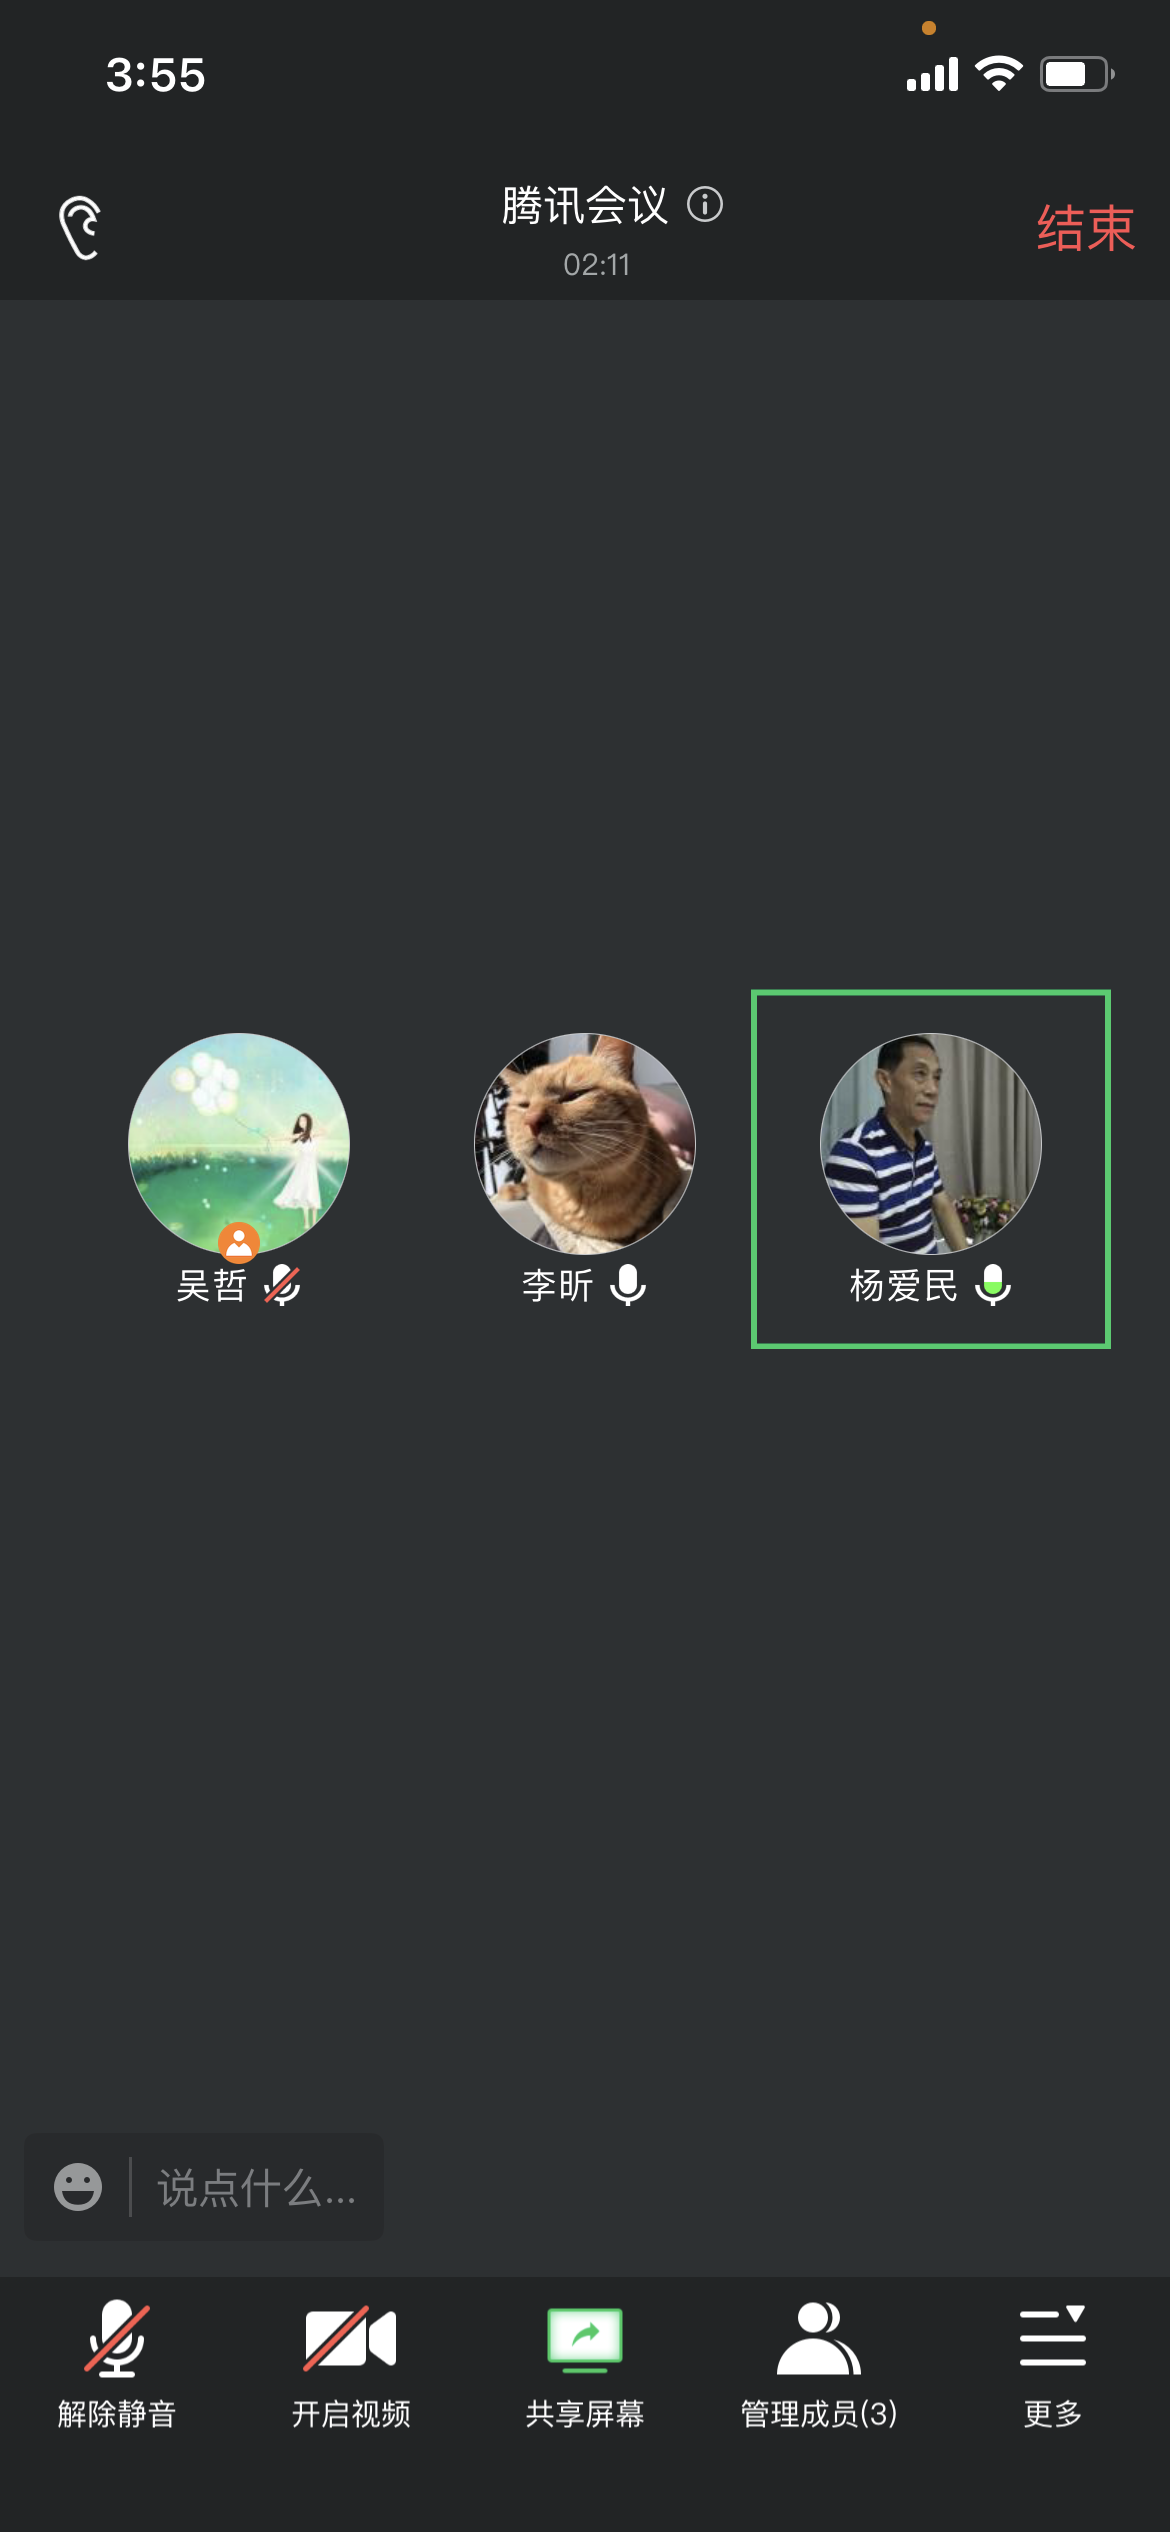 3:55
腾讯会议
02:11
结束
吴哲
李昕
杨爱民
说点什么...
解除静音
开启视频
共享屏幕
管理成员(3)
更多